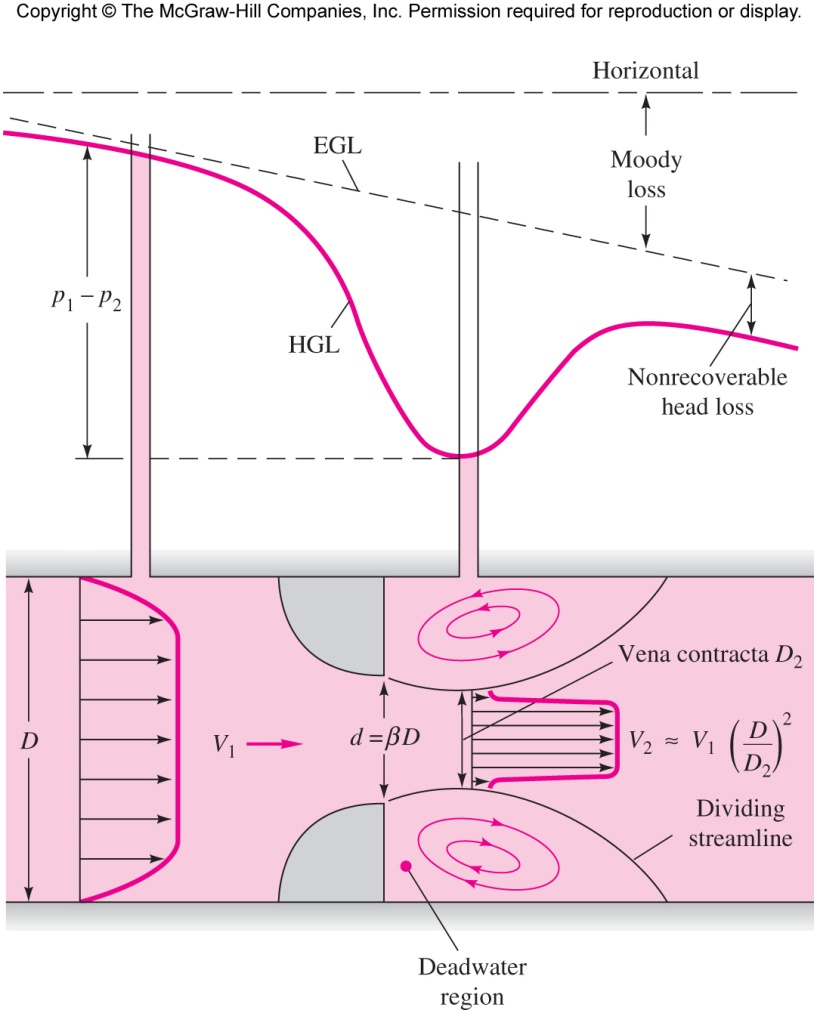 Copyright © The McGraw-Hill Companies, Inc. Permission required for reproduction or display.
Horizontal
EGL
Moody
loss
p₁ – p₂
HGL
Nonrecoverable
head loss
Vena contracta D₂
D
V₁
d = βD
V₂ ≈ V₁ (D/D₂)²
Dividing
streamline
Deadwater
region